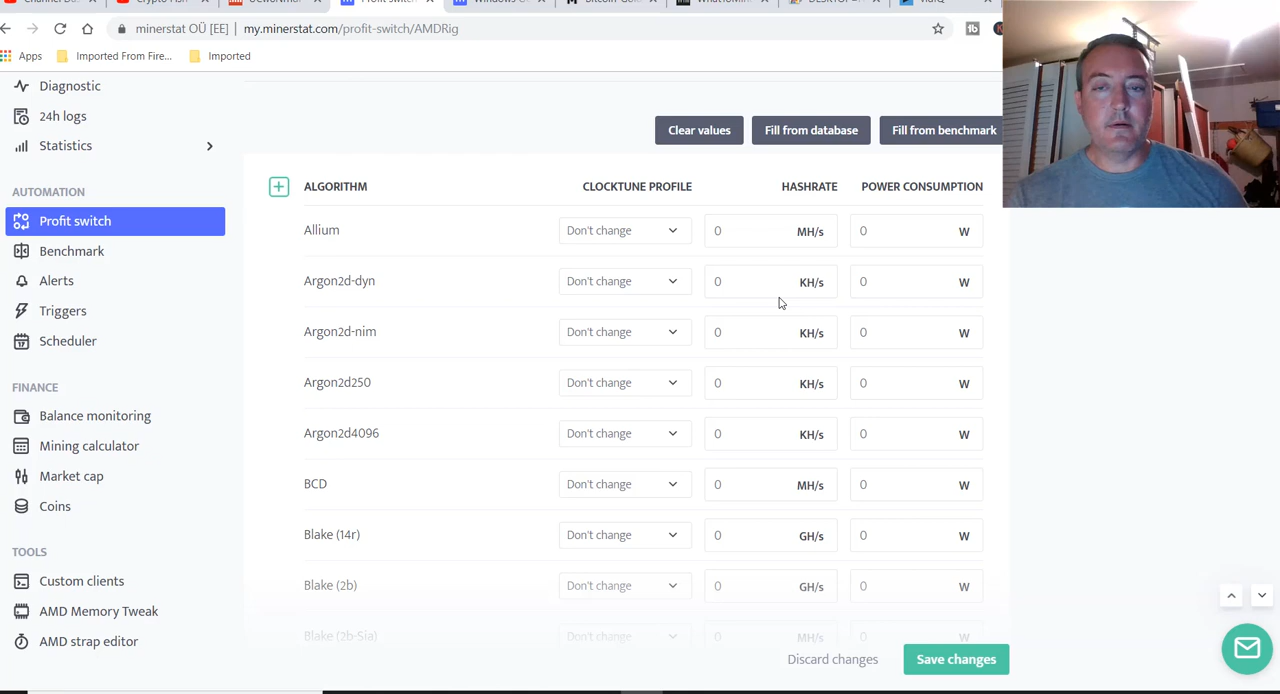 Profit switch
Windows
minerstat OÜ [EE] | my.minerstat.com/profit-switch/AMDRig
Apps Imported From Fire... Imported
Diagnostic
24h logs
Statistics
AUTOMATION
Profit switch
Benchmark
Alerts
Triggers
Scheduler
FINANCE
Balance monitoring
Mining calculator
Market cap
Coins
TOOLS
Custom clients
AMD Memory Tweak
AMD strap editor
Clear values Fill from database Fill from benchmark
ALGORITHM CLOCKTUNE PROFILE HASHRATE POWER CONSUMPTION
Allium Don't change 0 MH/s 0 W
Argon2d-dyn Don't change 0 KH/s 0 W
Argon2d-nim Don't change 0 KH/s 0 W
Argon2d250 Don't change 0 KH/s 0 W
Argon2d4096 Don't change 0 KH/s 0 W
BCD Don't change 0 MH/s 0 W
Blake (14r) Don't change 0 GH/s 0 W
Blake (2b) Don't change 0 GH/s 0 W
Blake (2b-Sia) Don't change 0 MH/s 0 W
Discard changes Save changes